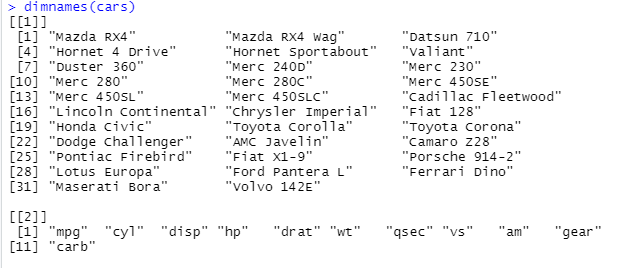 > dimnames(cars)
[[1]]
 [1] "Mazda RX4"           "Mazda RX4 Wag"       "Datsun 710"
 [4] "Hornet 4 Drive"      "Hornet Sportabout"   "Valiant"
 [7] "Duster 360"          "Merc 240D"           "Merc 230"
[10] "Merc 280"            "Merc 280C"           "Merc 450SE"
[13] "Merc 450SL"          "Merc 450SLC"         "Cadillac Fleetwood"
[16] "Lincoln Continental" "Chrysler Imperial"   "Fiat 128"
[19] "Honda Civic"         "Toyota Corolla"      "Toyota Corona"
[22] "Dodge Challenger"    "AMC Javelin"         "Camaro Z28"
[25] "Pontiac Firebird"    "Fiat X1-9"           "Porsche 914-2"
[28] "Lotus Europa"        "Ford Pantera L"      "Ferrari Dino"
[31] "Maserati Bora"       "Volvo 142E"

[[2]]
 [1] "mpg"  "cyl"  "disp" "hp"   "drat" "wt"   "qsec" "vs"   "am"   "gear"
[11] "carb"